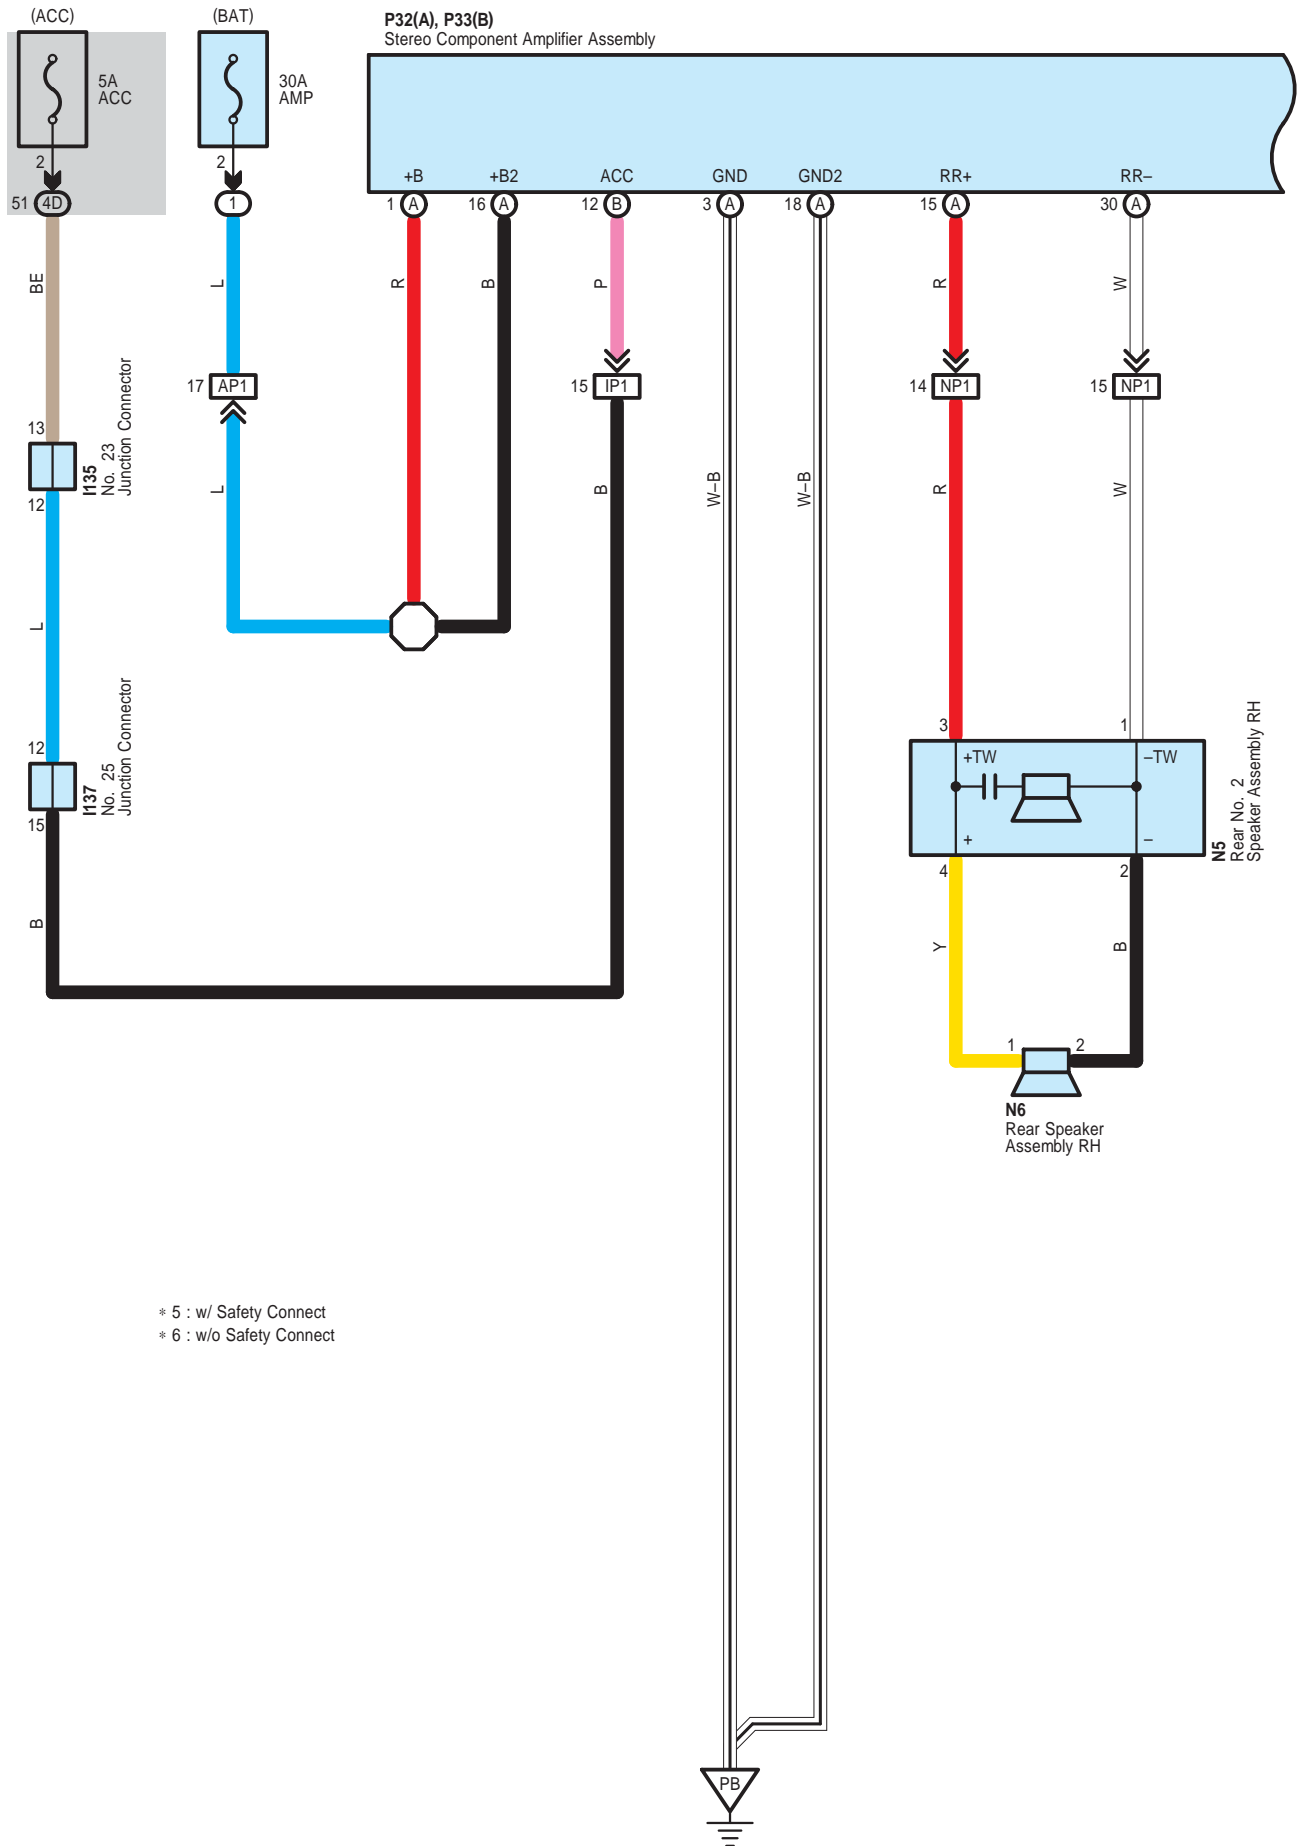 (ACC)
(BAT)
P32(A), P33(B)
Stereo Component Amplifier Assembly
5A
ACC
30A
AMP
2
2
+B
+B2
ACC
GND
GND2
RR+
RR−
51 4D
1
1 A
16 A
12 B
3 A
18 A
15 A
30 A
BE
L
R
B
P
R
W
17 AP1
15 IP1
14 NP1
15 NP1
13
I135
No. 23
Junction Connector
12
L
B
W−B
W−B
R
W
L
12
I137
No. 25
Junction Connector
15
3
1
+TW
−TW
+
−
N5
Rear No. 2
Speaker Assembly RH
4
2
B
Y
B
1
2
N6
Rear Speaker
Assembly RH
* 5 : w/ Safety Connect
* 6 : w/o Safety Connect
PB